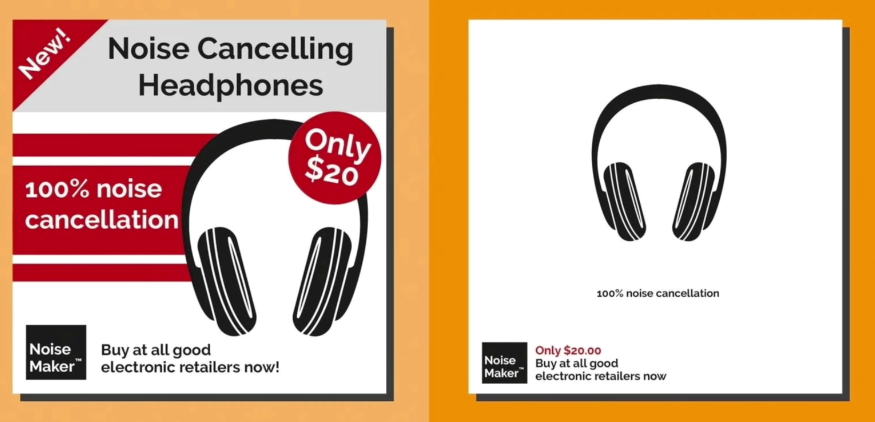 New!
Noise Cancelling
Headphones
Only
$20
100% noise
cancellation
Noise
Maker™
Buy at all good
electronic retailers now!
100% noise cancellation
Noise
Maker™
Only $20.00
Buy at all good
electronic retailers now